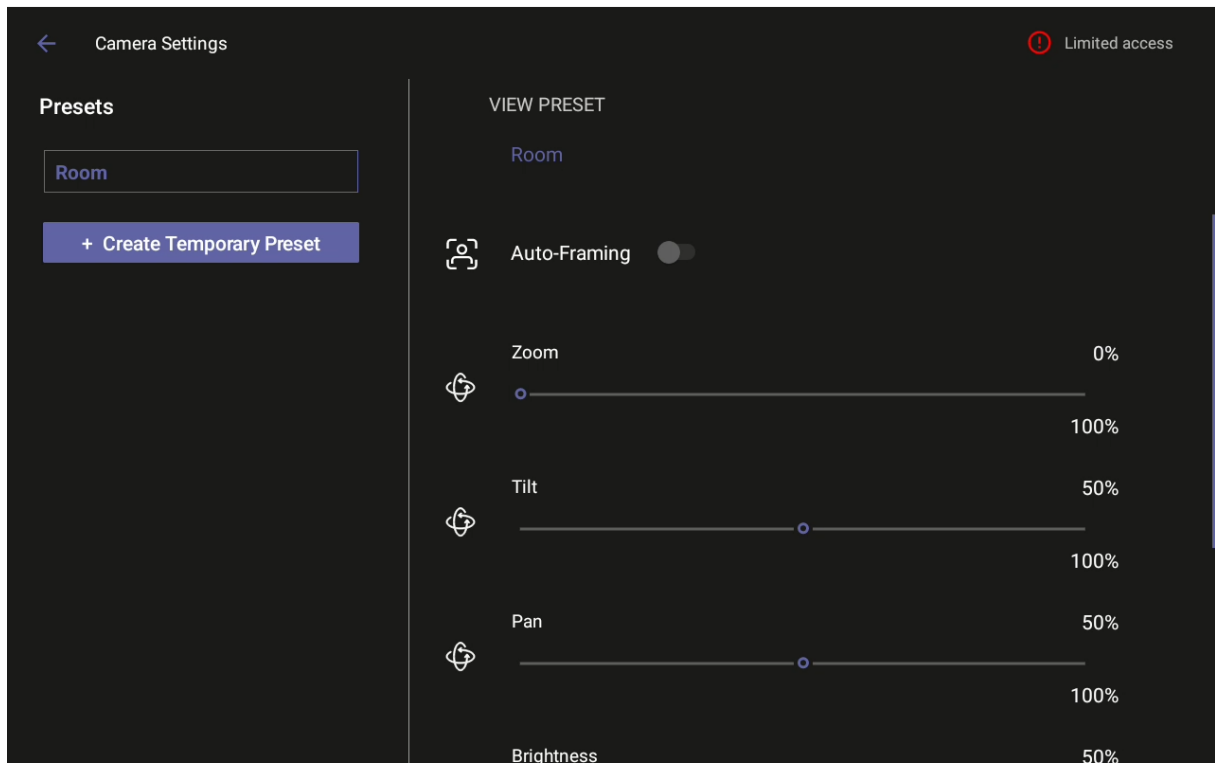 Camera Settings
Limited access
Presets
Room
+ Create Temporary Preset
VIEW PRESET
Room
Auto-Framing
Zoom 0%
100%
Tilt 50%
100%
Pan 50%
100%
Brightness 50%